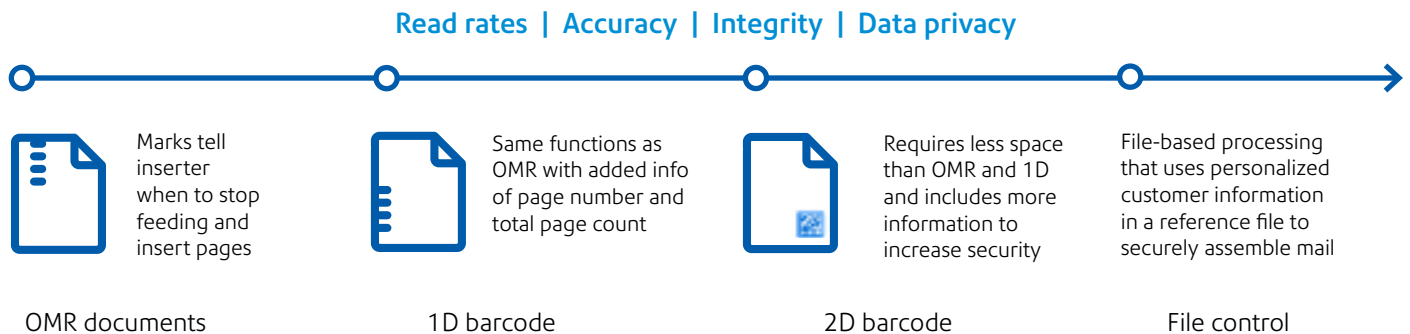 Read rates | Accuracy | Integrity | Data privacy
Marks tell
inserter
when to stop
feeding and
insert pages
Same functions as
OMR with added info
of page number and
total page count
Requires less space
than OMR and 1D
and includes more
information to
increase security
File-based processing
that uses personalized
customer information
in a reference file to
securely assemble mail
OMR documents
1D barcode
2D barcode
File control